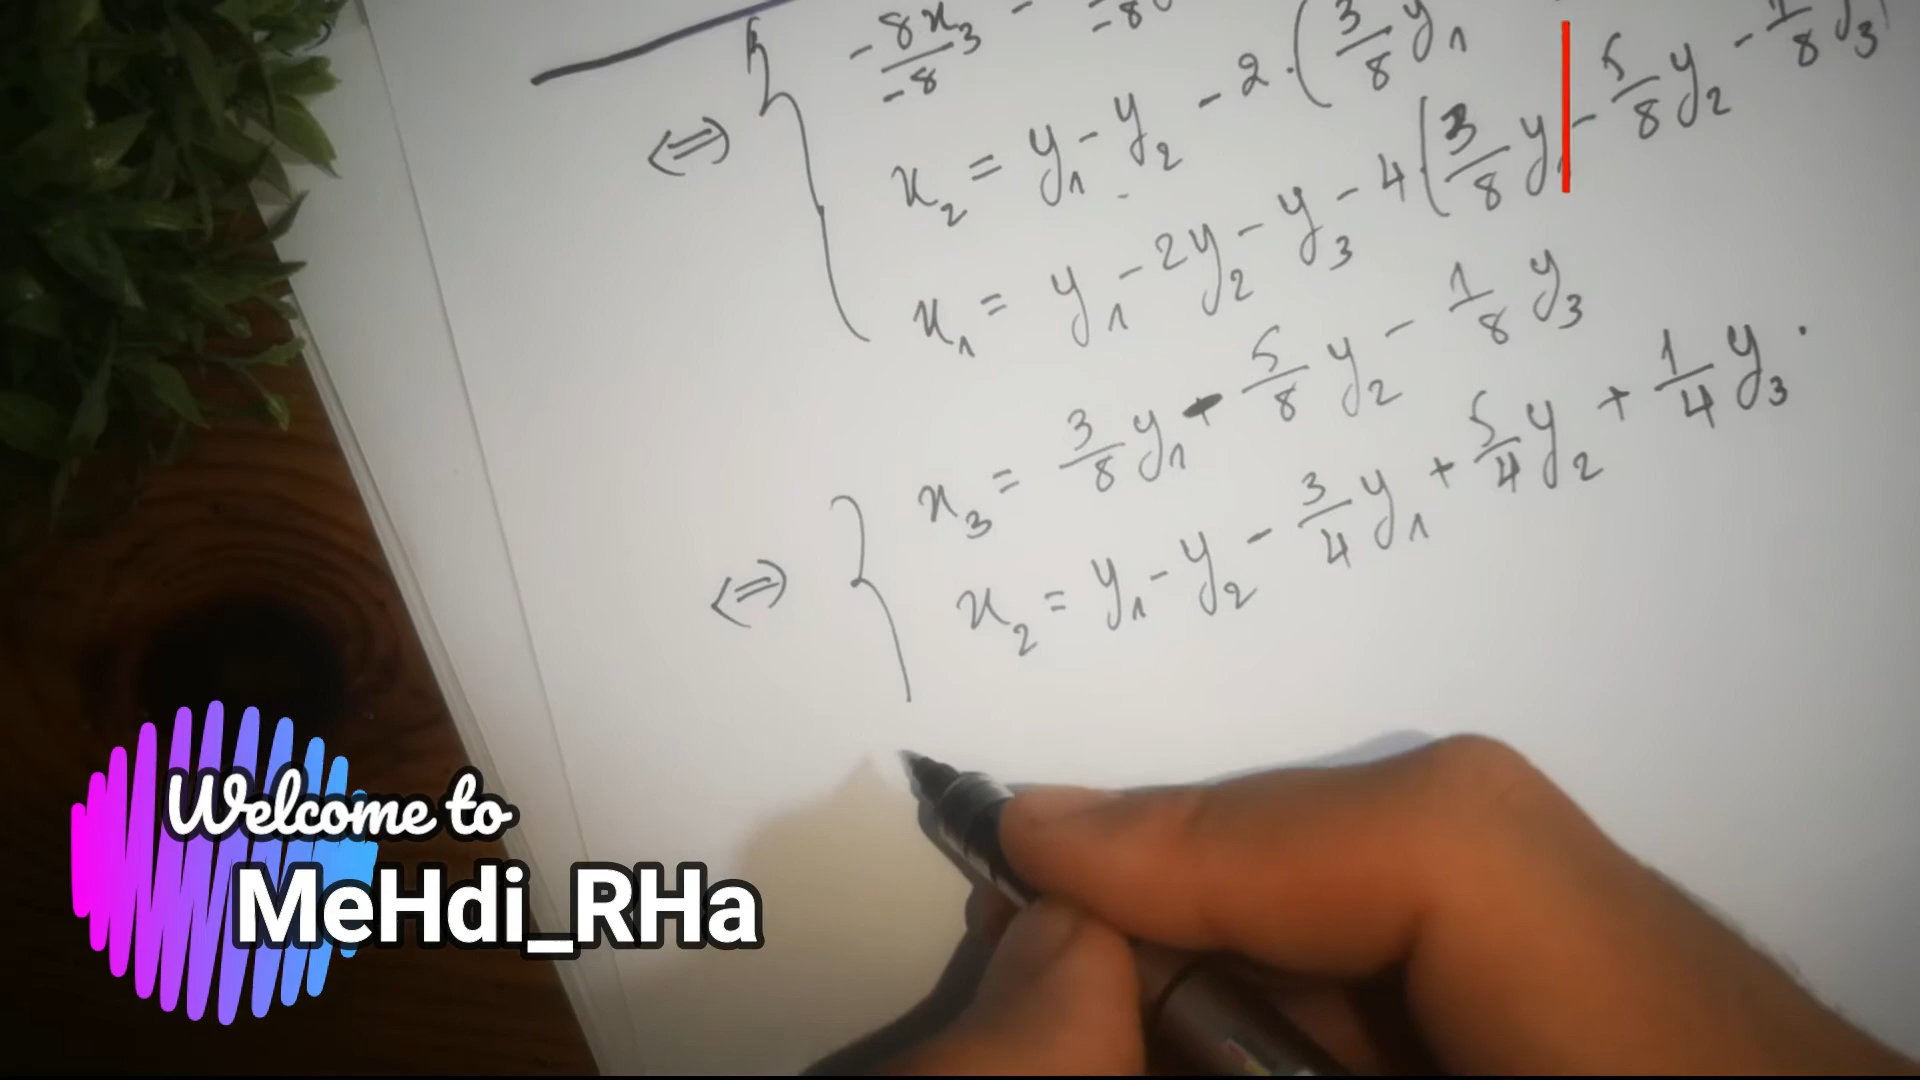 -8x₃/-8 - -8
⇔ { x₂ = y₁ - y₂ - 2·(3/8 y₁
x₁ = y₁ - 2y₂ - y₃ - 4·(3/8 y₁ - 5/8 y₂ - 1/8 y₃
⇔ { x₃ = 3/8 y₁ - 5/8 y₂ - 1/8 y₃
x₂ = y₁ - y₂ - 3/4 y₁ + 5/4 y₂ + 1/4 y₃.
Welcome to
MeHdi_RHa